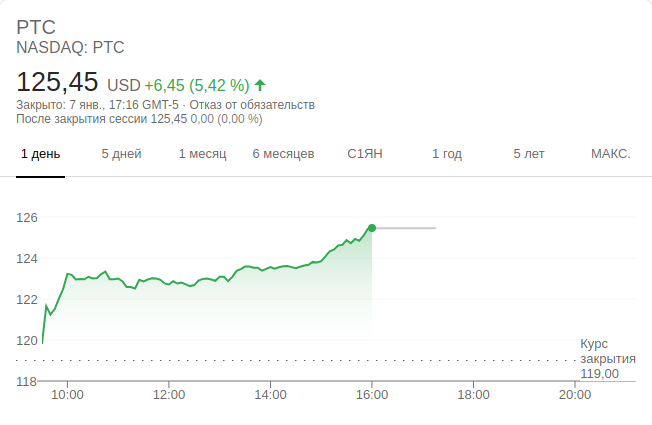 PTC
NASDAQ: PTC
125,45 USD +6,45 (5,42 %)
Закрыто: 7 янв., 17:16 GMT-5 · Отказ от обязательств
После закрытия сессии 125,45 0,00 (0,00 %)
1 день 5 дней 1 месяц 6 месяцев С1ЯН 1 год 5 лет МАКС.
126
124
122
120
Курс
закрытия
119,00
118
10:00 12:00 14:00 16:00 18:00 20:00